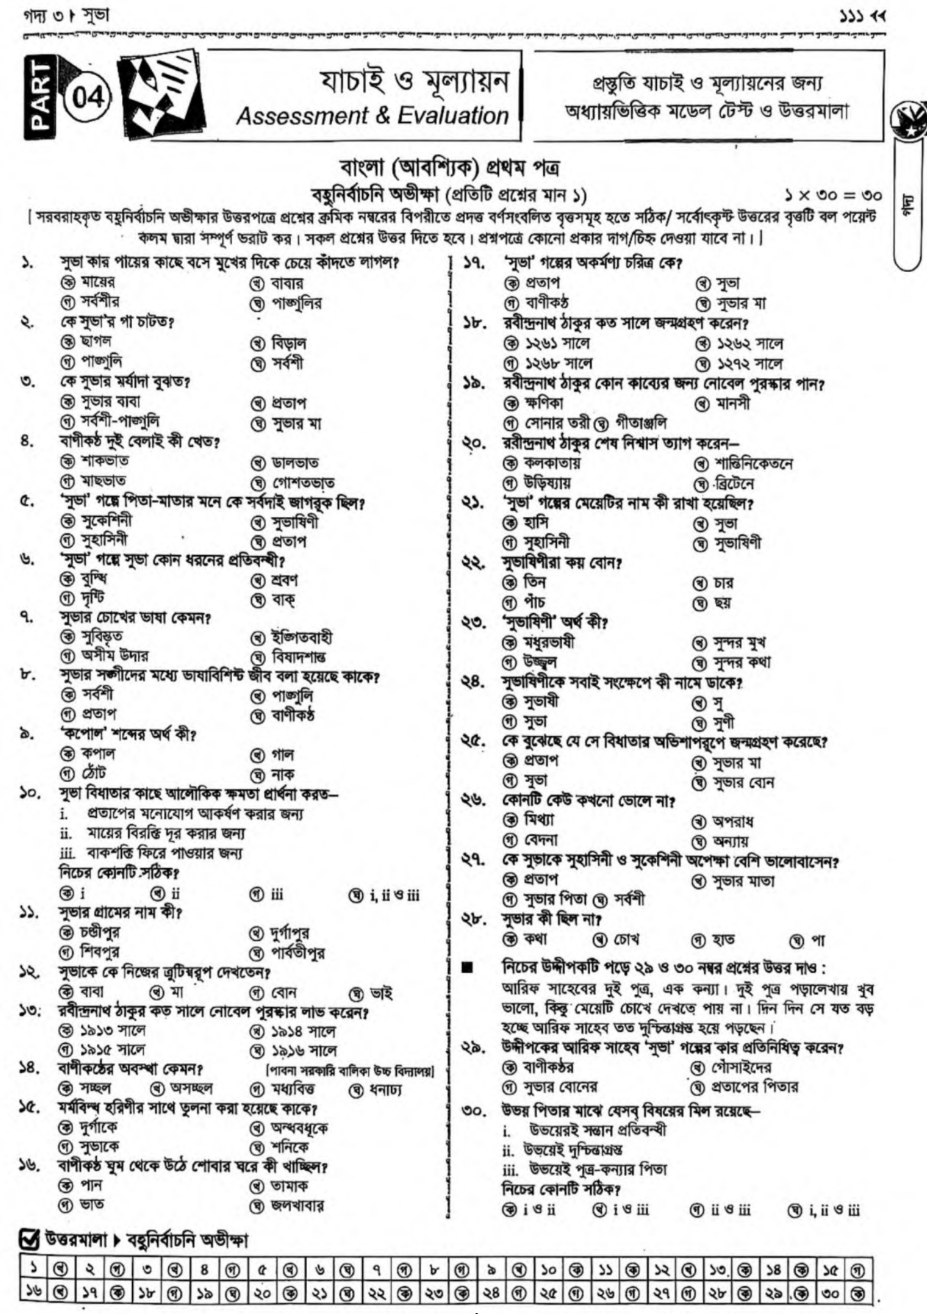 গদ্য ৩ ▶ সুভা
১১১ ◀◀
PART
04
যাচাই ও মূল্যায়ন
Assessment & Evaluation
প্রস্তুতি যাচাই ও মূল্যায়নের জন্য
অধ্যায়ভিত্তিক মডেল টেস্ট ও উত্তরমালা
গদ্য
বাংলা (আবশ্যিক) প্রথম পত্র
বহুনির্বাচনি অভীক্ষা (প্রতিটি প্রশ্নের মান ১)
১ × ৩০ = ৩০
[ সরবরাহকৃত বহুনির্বাচনি অভীক্ষার উত্তরপত্রে প্রশ্নের ক্রমিক নম্বরের বিপরীতে প্রদত্ত বর্ণসংবলিত বৃত্তসমূহ হতে সঠিক/ সর্বোৎকৃষ্ট উত্তরের বৃত্তটি বল পয়েন্ট
কলম দ্বারা সম্পূর্ণ ভরাট কর। সকল প্রশ্নের উত্তর দিতে হবে। প্রশ্নপত্রে কোনো প্রকার দাগ/চিহ্ন দেওয়া যাবে না। ]
১. সুভা কার পায়ের কাছে বসে মুখের দিকে চেয়ে কাঁদতে লাগল?
ক মায়ের খ বাবার
গ সর্বশীর ঘ পাঙ্গুলির
২. কে সুভা'র গা চাটত?
ক ছাগল খ বিড়াল
গ পাঙ্গুলি ঘ সর্বশী
৩. কে সুভার মর্যাদা বুঝত?
ক সুভার বাবা খ প্রতাপ
গ সর্বশী-পাঙ্গুলি ঘ সুভার মা
৪. বাণীকণ্ঠ দুই বেলাই কী খেত?
ক শাকভাত খ ডালভাত
গ মাছভাত ঘ গোশতভাত
৫. ‘সুভা’ গল্পে পিতা-মাতার মনে কে সর্বদাই জাগরূক ছিল?
ক সুকেশিনী খ সুভাষিণী
গ সুহাসিনী ঘ প্রতাপ
৬. ‘সুভা’ গল্পে সুভা কোন ধরনের প্রতিবন্ধী?
ক বুদ্ধি খ শ্রবণ
গ দৃষ্টি ঘ বাক্
৭. সুভার চোখের ভাষা কেমন?
ক সুবিস্তৃত খ ইঙ্গিতবাহী
গ অসীম উদার ঘ বিষাদশান্ত
৮. সুভার সঙ্গীদের মধ্যে ভাষাবিশিষ্ট জীব বলা হয়েছে কাকে?
ক সর্বশী খ পাঙ্গুলি
গ প্রতাপ ঘ বাণীকণ্ঠ
৯. ‘কপোল’ শব্দের অর্থ কী?
ক কপাল খ গাল
গ ঠোঁট ঘ নাক
১০. সুভা বিধাতার কাছে আলৌকিক ক্ষমতা প্রার্থনা করত—
i. প্রতাপের মনোযোগ আকর্ষণ করার জন্য
ii. মায়ের বিরক্তি দূর করার জন্য
iii. বাকশক্তি ফিরে পাওয়ার জন্য
নিচের কোনটি সঠিক?
ক i খ ii গ iii ঘ i, ii ও iii
১১. সুভার গ্রামের নাম কী?
ক চণ্ডীপুর খ দুর্গাপুর
গ শিবপুর ঘ পার্বতীপুর
১২. সুভাকে কে নিজের ত্রুটিস্বরূপ দেখতেন?
ক বাবা খ মা গ বোন ঘ ভাই
১৩. রবীন্দ্রনাথ ঠাকুর কত সালে নোবেল পুরস্কার লাভ করেন?
ক ১৯১৩ সালে খ ১৯১৪ সালে
গ ১৯১৫ সালে ঘ ১৯১৬ সালে
১৪. বাণীকণ্ঠের অবস্থা কেমন? [পাবনা সরকারি বালিকা উচ্চ বিদ্যালয়]
ক সচ্ছল খ অসচ্ছল গ মধ্যবিত্ত ঘ ধনাঢ্য
১৫. মর্মবিদ্ধ হরিণীর সাথে তুলনা করা হয়েছে কাকে?
ক দুর্গাকে খ অন্ধবধূকে
গ সুভাকে ঘ শনিকে
১৬. বাণীকণ্ঠ ঘুম থেকে উঠে শোবার ঘরে কী খাচ্ছিল?
ক পান খ তামাক
গ ভাত ঘ জলখাবার
১৭. ‘সুভা’ গল্পের অকর্মণ্য চরিত্র কে?
ক প্রতাপ খ সুভা
গ বাণীকণ্ঠ ঘ সুভার মা
১৮. রবীন্দ্রনাথ ঠাকুর কত সালে জন্মগ্রহণ করেন?
ক ১২৬১ সালে খ ১২৬২ সালে
গ ১২৬৮ সালে ঘ ১২৭২ সালে
১৯. রবীন্দ্রনাথ ঠাকুর কোন কাব্যের জন্য নোবেল পুরস্কার পান?
ক ক্ষণিকা খ মানসী
গ সোনার তরী ঘ গীতাঞ্জলি
২০. রবীন্দ্রনাথ ঠাকুর শেষ নিশ্বাস ত্যাগ করেন—
ক কলকাতায় খ শান্তিনিকেতনে
গ উড়িষ্যায় ঘ ব্রিটেনে
২১. ‘সুভা’ গল্পের মেয়েটির নাম কী রাখা হয়েছিল?
ক হাসি খ সুভা
গ সুহাসিনী ঘ সুভাষিণী
২২. সুভাষিণীরা কয় বোন?
ক তিন খ চার
গ পাঁচ ঘ ছয়
২৩. ‘সুভাষিণী’ অর্থ কী?
ক মধুরভাষী খ সুন্দর মুখ
গ উজ্জ্বল ঘ সুন্দর কথা
২৪. সুভাষিণীকে সবাই সংক্ষেপে কী নামে ডাকে?
ক সুভাষী খ সু
গ সুভা ঘ সুণী
২৫. কে বুঝেছে যে সে বিধাতার অভিশাপরূপে জন্মগ্রহণ করেছে?
ক প্রতাপ খ সুভার মা
গ সুভা ঘ সুভার বোন
২৬. কোনটি কেউ কখনো ভোলে না?
ক মিথ্যা খ অপরাধ
গ বেদনা ঘ অন্যায়
২৭. কে সুভাকে সুহাসিনী ও সুকেশিনী অপেক্ষা বেশি ভালোবাসেন?
ক প্রতাপ খ সুভার মাতা
গ সুভার পিতা ঘ সর্বশী
২৮. সুভার কী ছিল না?
ক কথা খ চোখ গ হাত ঘ পা
■ নিচের উদ্দীপকটি পড়ে ২৯ ও ৩০ নম্বর প্রশ্নের উত্তর দাও :
আরিফ সাহেবের দুই পুত্র, এক কন্যা। দুই পুত্র পড়ালেখায় খুব
ভালো, কিন্তু মেয়েটি চোখে দেখতে পায় না। দিন দিন সে যত বড়
হচ্ছে আরিফ সাহেব তত দুশ্চিন্তাগ্রস্ত হয়ে পড়ছেন।
২৯. উদ্দীপকের আরিফ সাহেব ‘সুভা’ গল্পের কার প্রতিনিধিত্ব করেন?
ক বাণীকণ্ঠর খ গোঁসাইদের
গ সুভার বোনের ঘ প্রতাপের পিতার
৩০. উভয় পিতার মাঝে যেসব বিষয়ের মিল রয়েছে—
i. উভয়েরই সন্তান প্রতিবন্ধী
ii. উভয়েই দুশ্চিন্তাগ্রস্ত
iii. উভয়েই পুত্র-কন্যার পিতা
নিচের কোনটি সঠিক?
ক i ও ii খ i ও iii গ ii ও iii ঘ i, ii ও iii
উত্তরমালা ▶ বহুনির্বাচনি অভীক্ষা
১ খ ২ গ ৩ খ ৪ গ ৫ খ ৬ ঘ ৭ গ ৮ গ ৯ খ ১০ ক ১১ ক ১২ খ ১৩ ক ১৪ ক ১৫ গ
১৬ খ ১৭ ক ১৮ গ ১৯ ঘ ২০ ক ২১ ঘ ২২ ক ২৩ ক ২৪ গ ২৫ গ ২৬ গ ২৭ গ ২৮ ক ২৯ ক ৩০ ক